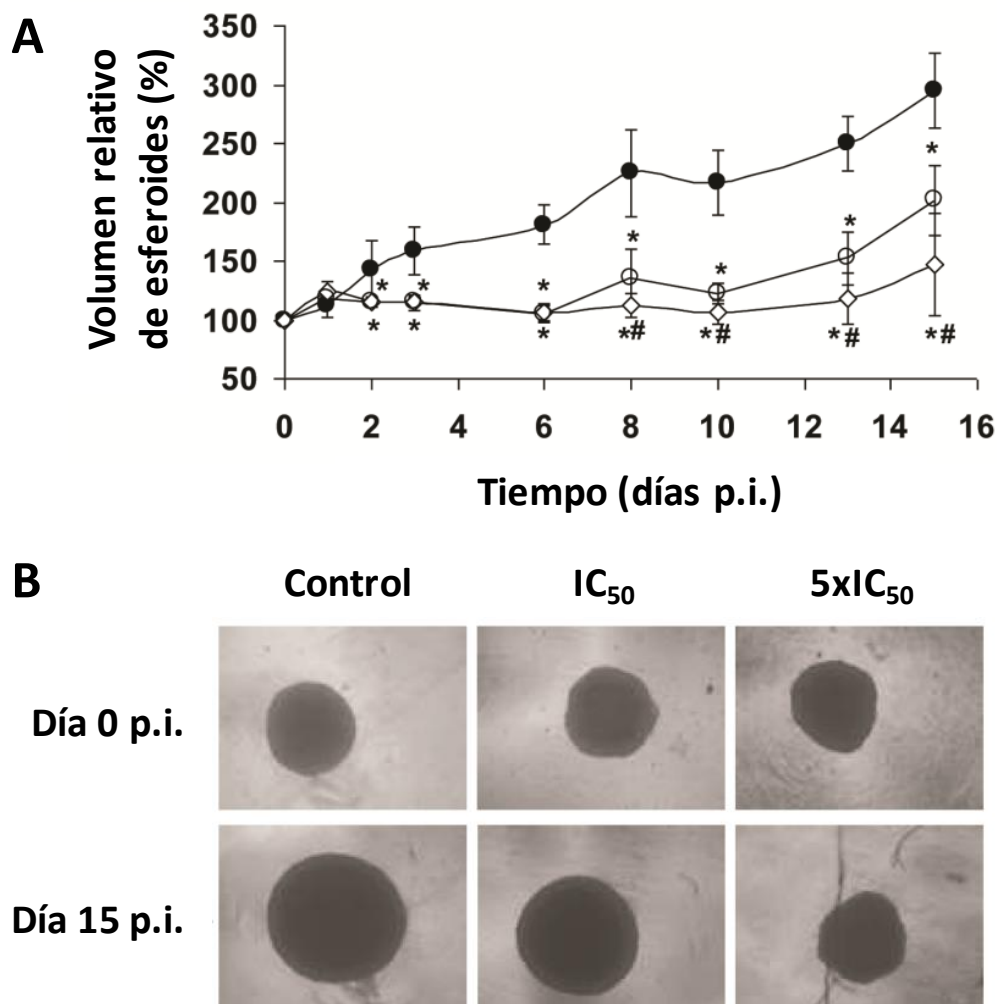 A
Volumen relativo
de esferoides (%)
350
300
250
200
150
100
50
* * * * * * *
* * * *# *# *# *#
0 2 4 6 8 10 12 14 16
Tiempo (días p.i.)
B
Control IC₅₀ 5xIC₅₀
Día 0 p.i.
Día 15 p.i.